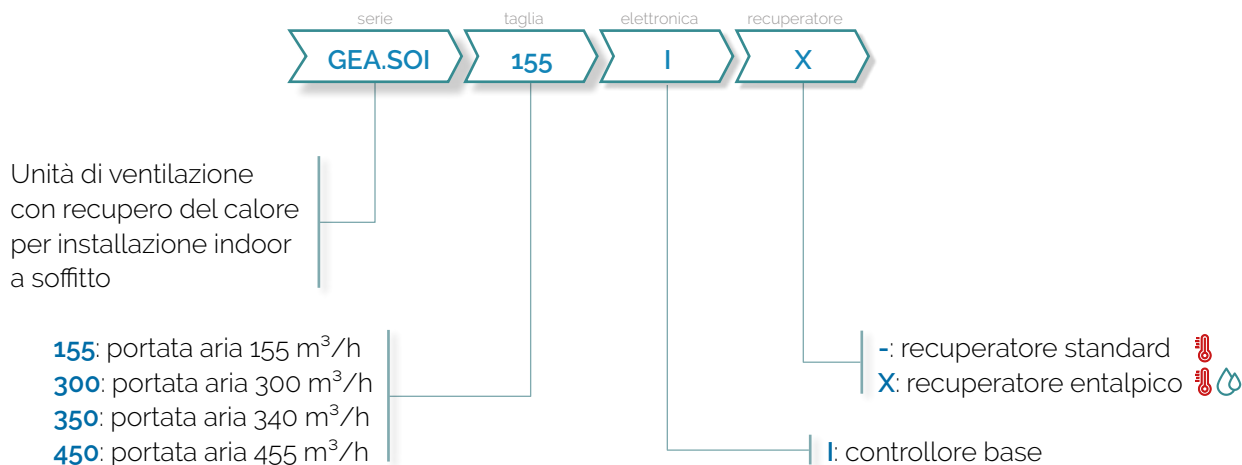 serie
taglia
elettronica
recuperatore
GEA.SOI
155
I
X
Unità di ventilazione
con recupero del calore
per installazione indoor
a soffitto
155: portata aria 155 m³/h
300: portata aria 300 m³/h
350: portata aria 340 m³/h
450: portata aria 455 m³/h
-: recuperatore standard
X: recuperatore entalpico
I: controllore base